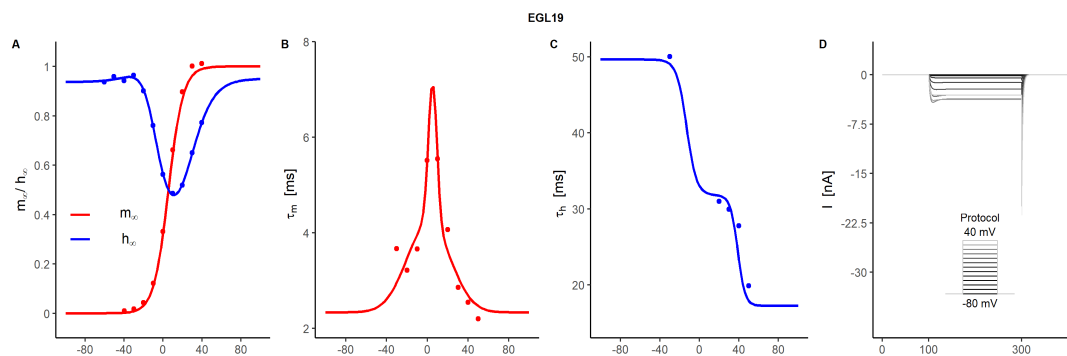 EGL19
A
B
C
D
m∞/ h∞
1
0.8
0.6
0.4
0.2
0
m∞
h∞
-80
-40
0
40
80
τm [ms]
8
6
4
2
-80
-40
0
40
80
τh [ms]
50
40
30
20
-80
-40
0
40
80
I [nA]
0
-7.5
-15
-22.5
-30
Protocol
40 mV
-80 mV
0
100
300